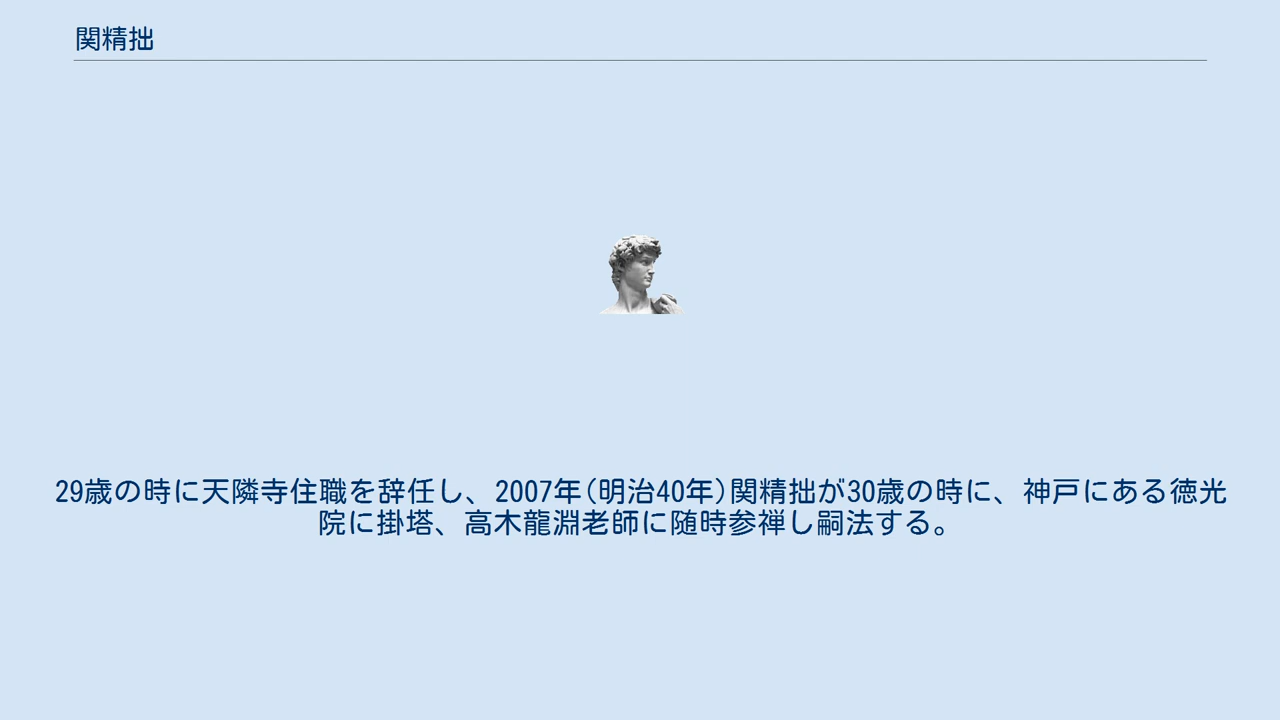 関精拙
29歳の時に天隣寺住職を辞任し、2007年(明治40年)関精拙が30歳の時に、神戸にある徳光
院に掛塔、高木龍淵老師に随時参禅し嗣法する。